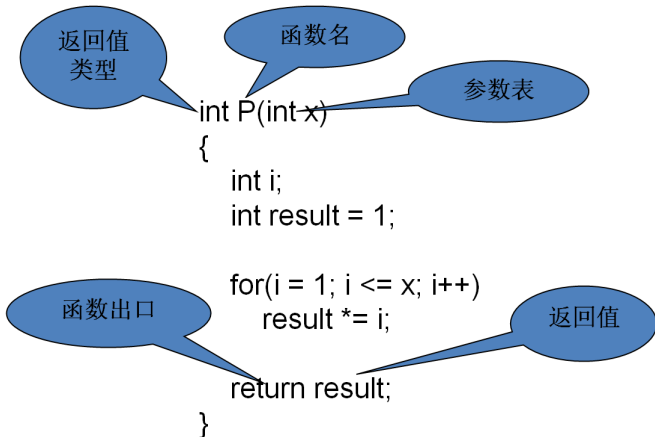 返回值
类型
函数名
参数表
int P(int x)
{
int i;
int result = 1;
for(i = 1; i <= x; i++)
result *= i;
函数出口
返回值
return result;
}